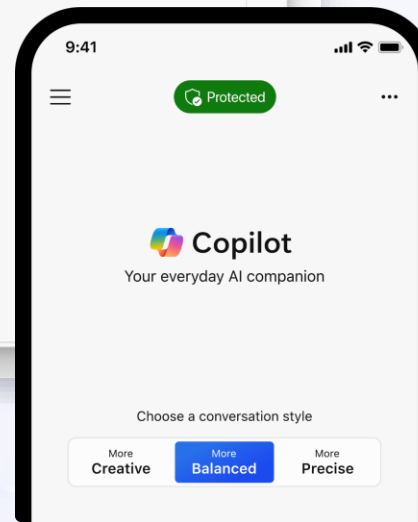 9:41
Protected
Copilot
Your everyday AI companion
Choose a conversation style
More
Creative
More
Balanced
More
Precise